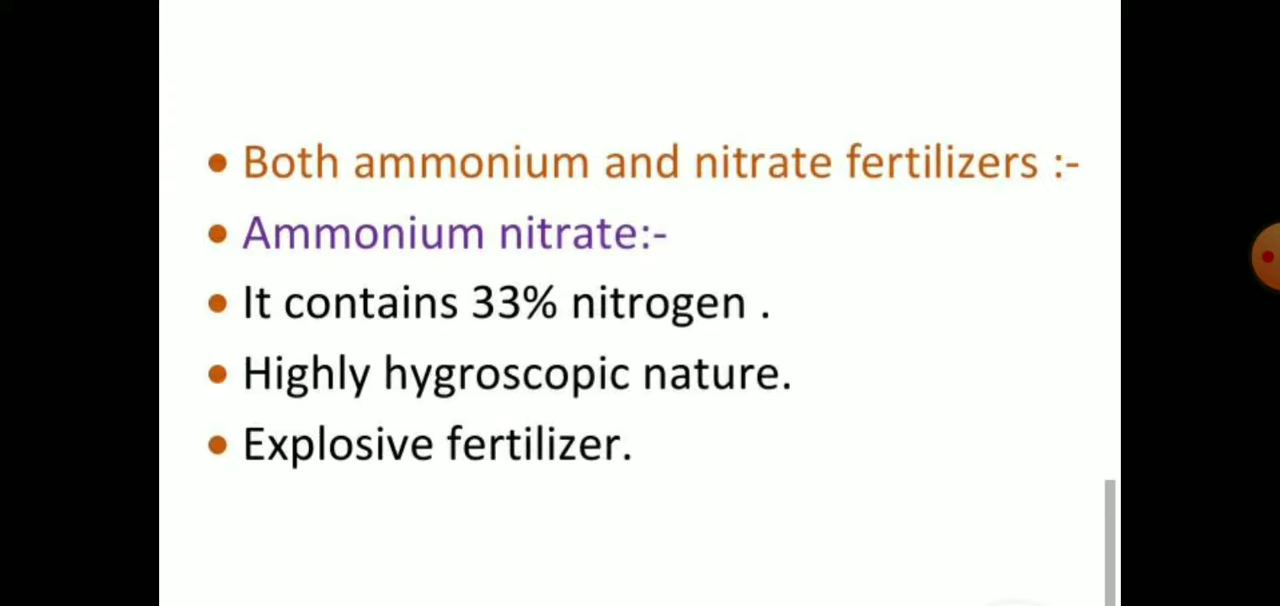 • Both ammonium and nitrate fertilizers :-
• Ammonium nitrate:-
• It contains 33% nitrogen .
• Highly hygroscopic nature.
• Explosive fertilizer.